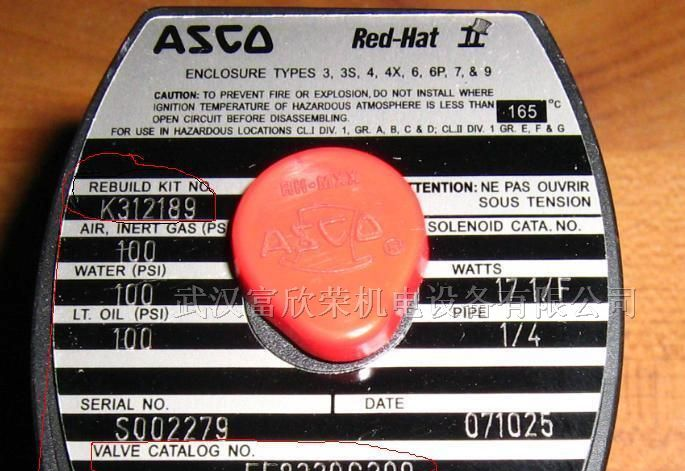 ASCO Red-Hat II
ENCLOSURE TYPES 3, 3S, 4, 4X, 6, 6P, 7, & 9
CAUTION: TO PREVENT FIRE OR EXPLOSION, DO NOT INSTALL WHERE
IGNITION TEMPERATURE OF HAZARDOUS ATMOSPHERE IS LESS THAN 165 °C
OPEN CIRCUIT BEFORE DISASSEMBLING.
FOR USE IN HAZARDOUS LOCATIONS CL.I DIV. 1, GR. A, B, C & D; CL.II DIV. 1 GR. E, F & G
REBUILD KIT NO.
K312189
ATTENTION: NE PAS OUVRIR
SOUS TENSION
RH-MXX
ASCO ®
AIR, INERT GAS (PS
100
SOLENOID CATA. NO.
WATER (PSI)
100
WATTS
17.1/F
武汉富欣荣机电设备有限公司
LT. OIL (PSI)
100
PIPE
1/4
SERIAL NO.
S002279
DATE
071025
VALVE CATALOG NO.